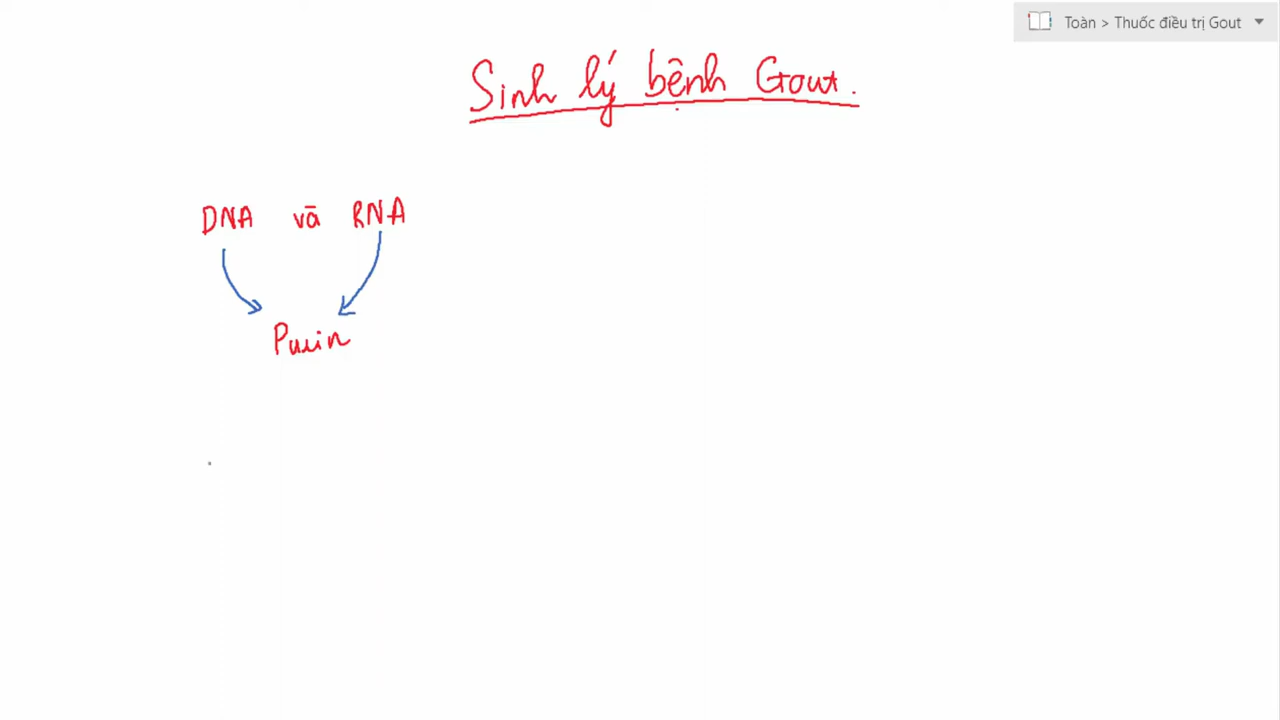 Toàn > Thuốc điều trị Gout
Sinh lý bệnh Gout.
DNA và RNA
Purin